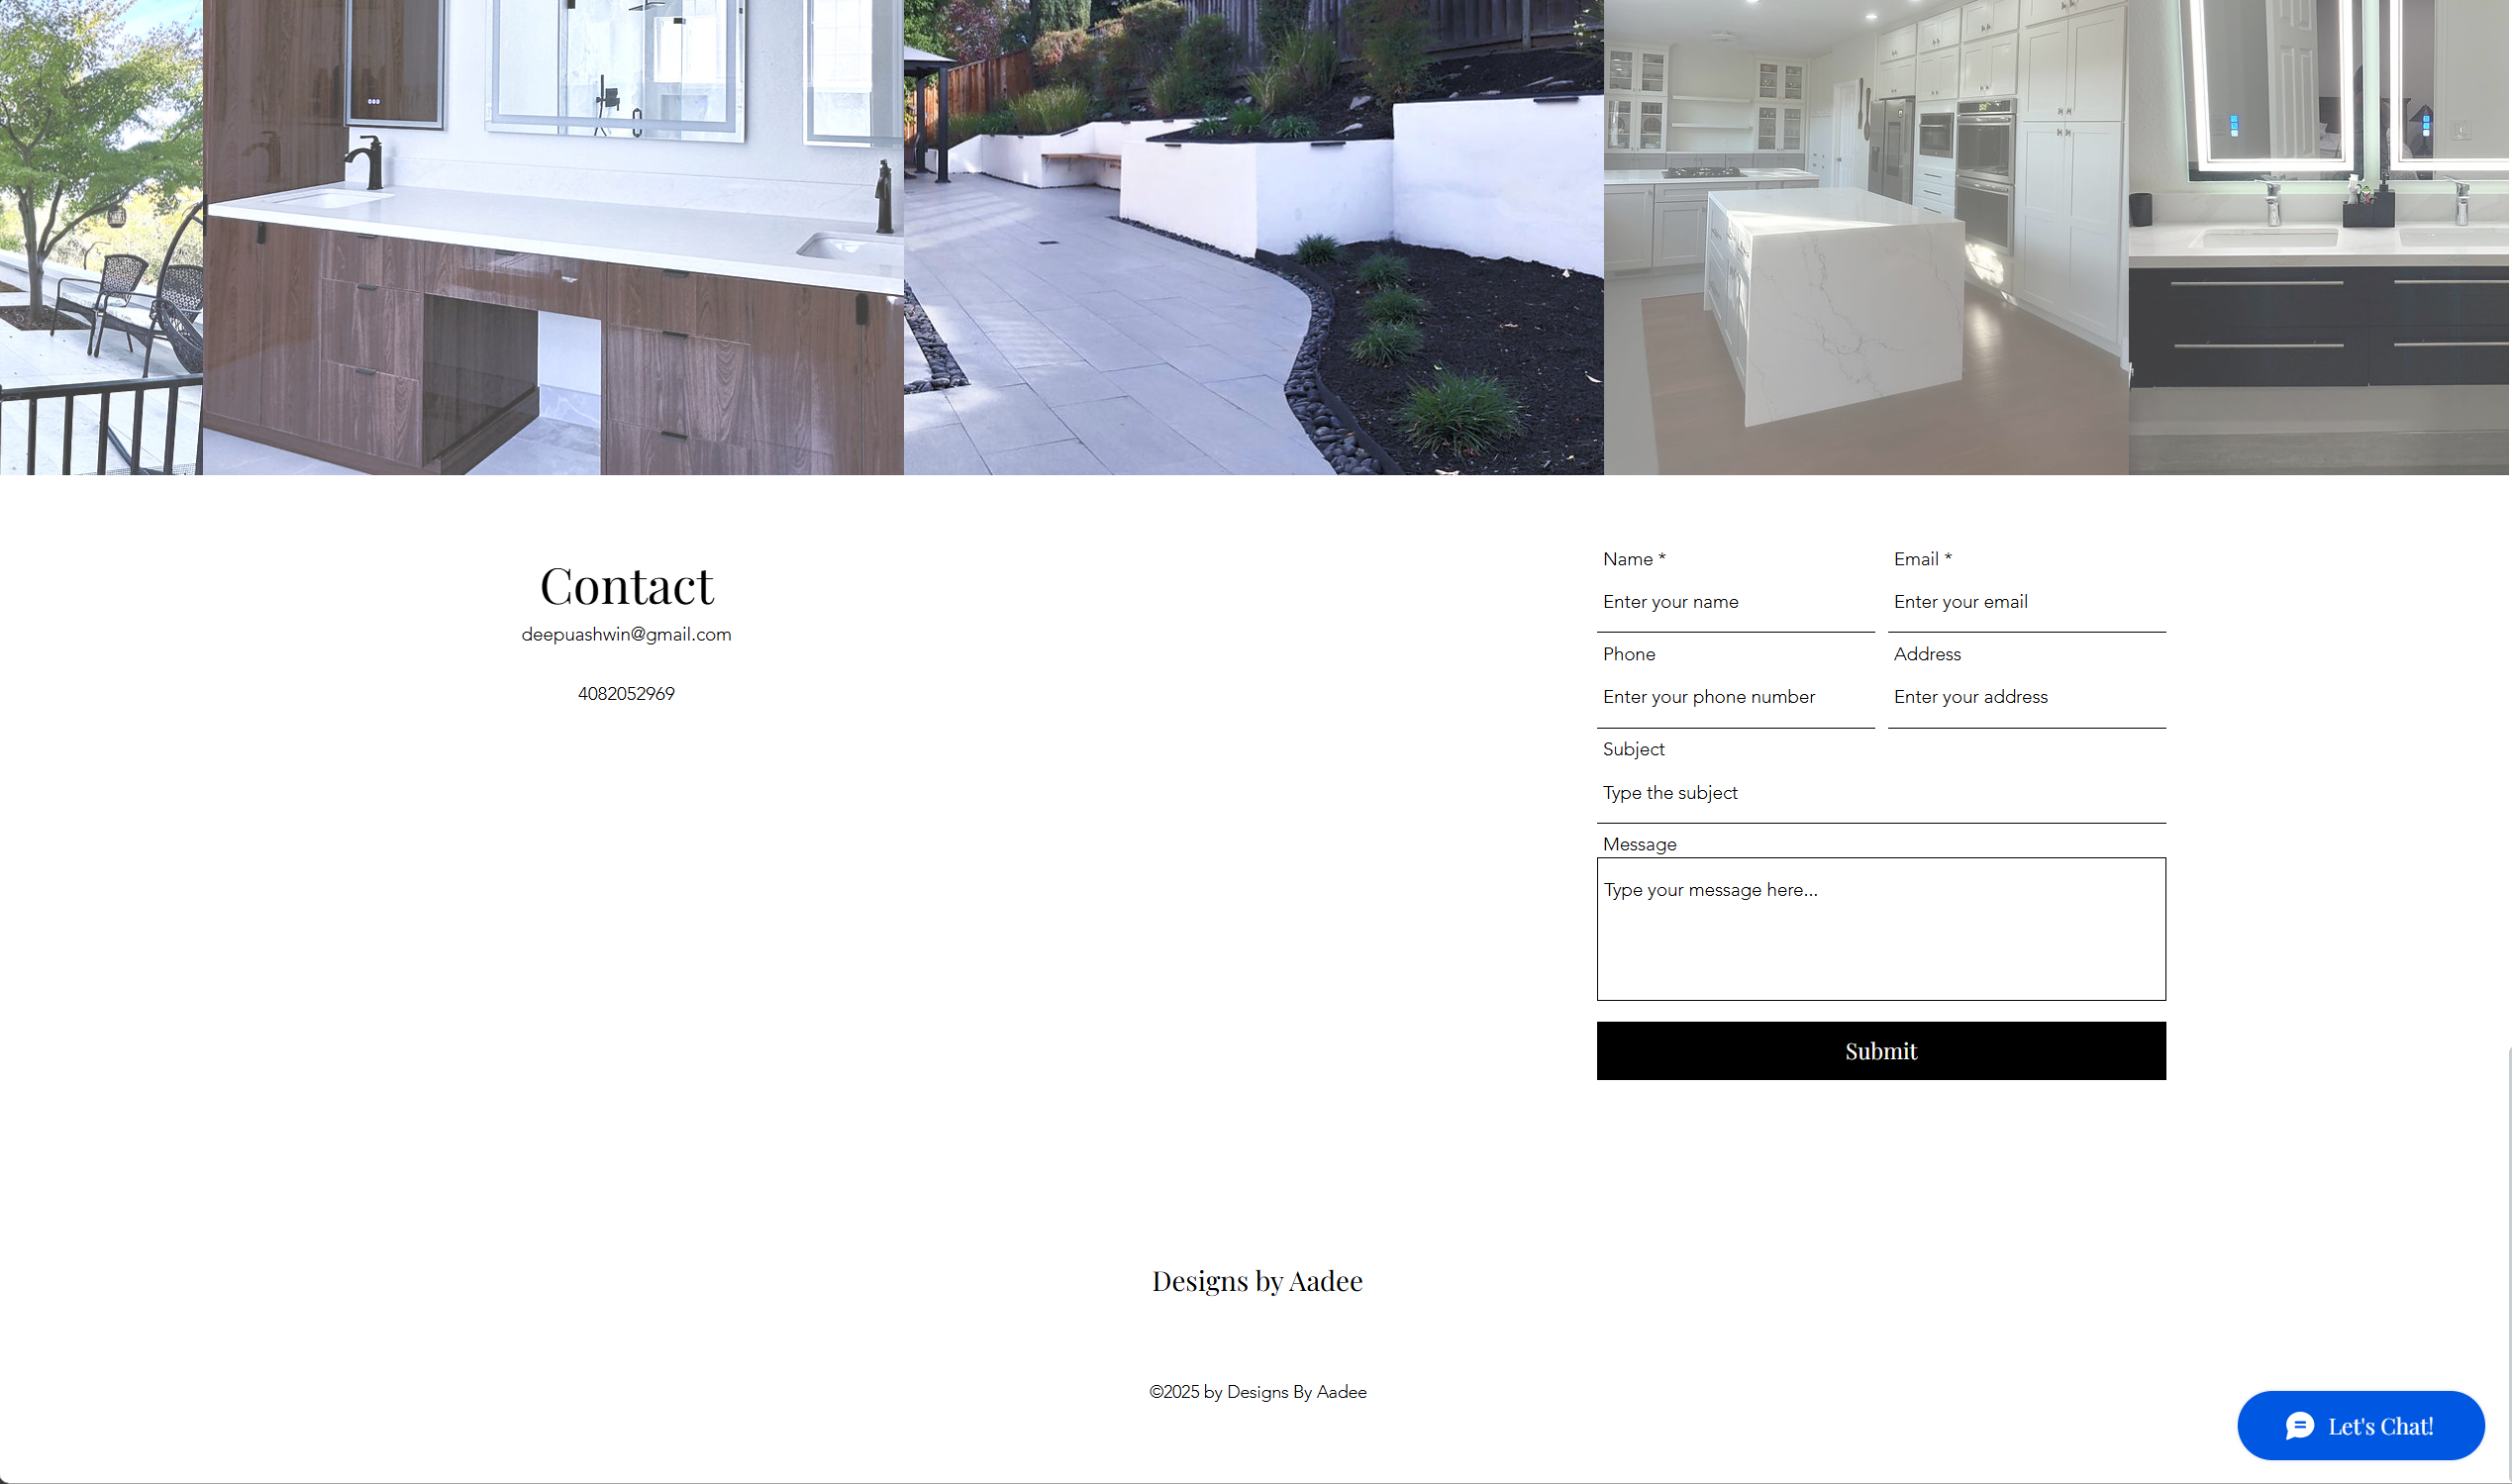 Contact
deepuashwin@gmail.com
4082052969
Name *
Email *
Enter your name
Enter your email
Phone
Address
Enter your phone number
Enter your address
Subject
Type the subject
Message
Type your message here...
Submit
Designs by Aadee
©2025 by Designs By Aadee
Let's Chat!